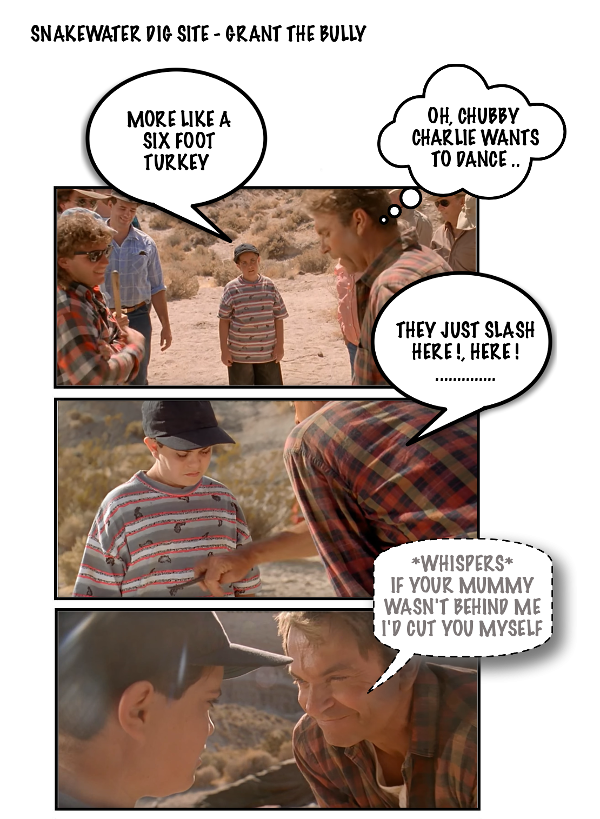 SNAKEWATER DIG SITE - GRANT THE BULLY
MORE LIKE A
SIX FOOT
TURKEY
OH, CHUBBY
CHARLIE WANTS
TO DANCE ..
THEY JUST SLASH
HERE!, HERE!
..............
*WHISPERS*
IF YOUR MUMMY
WASN'T BEHIND ME
I'D CUT YOU MYSELF